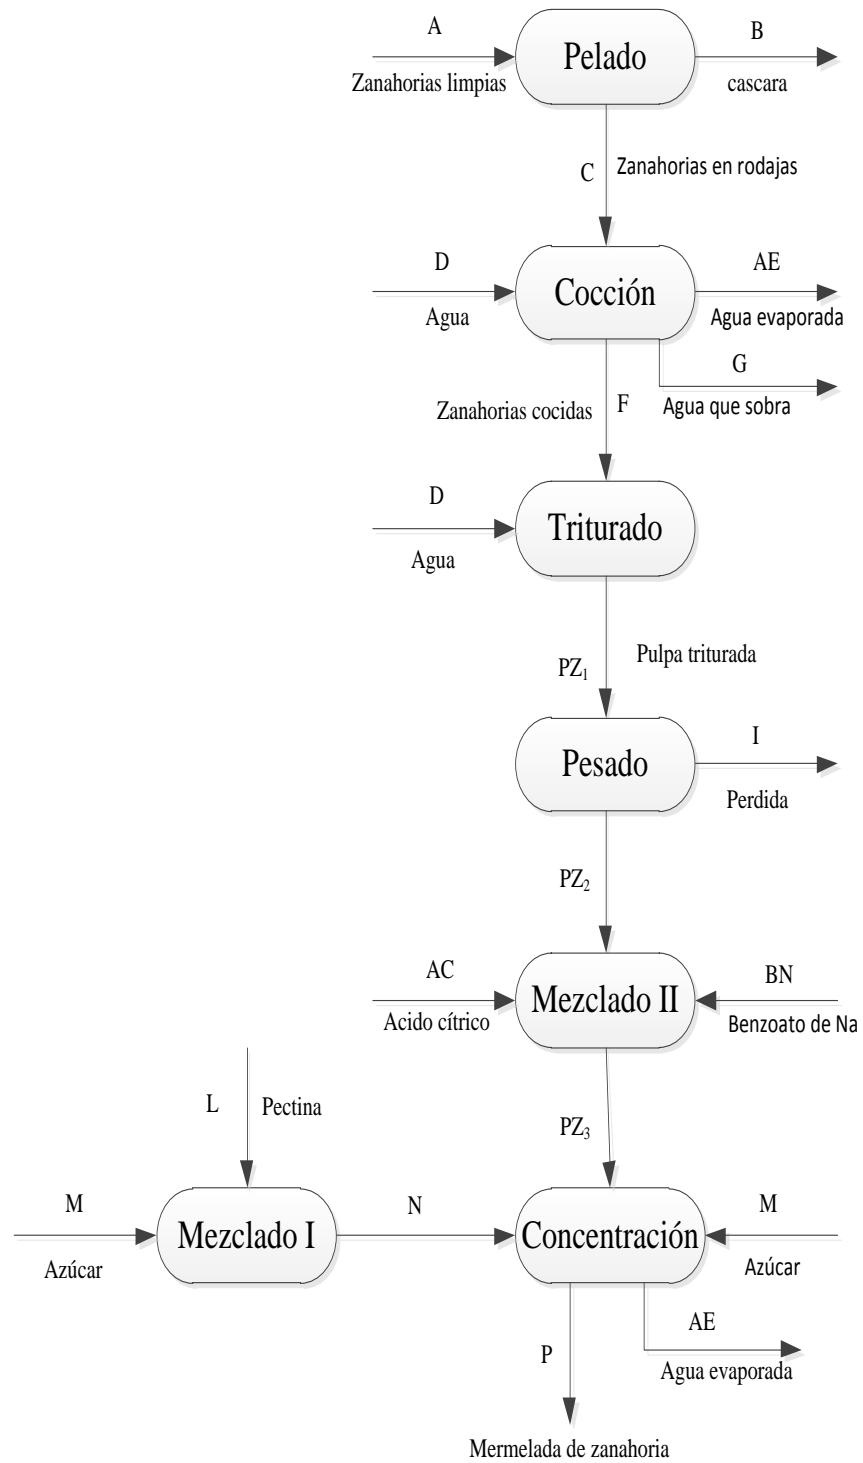 A
Zanahorias limpias
Pelado
B
cascara
C
Zanahorias en rodajas
D
Agua
Cocción
AE
Agua evaporada
G
Agua que sobra
Zanahorias cocidas
F
D
Agua
Triturado
PZ1
Pulpa triturada
Pesado
I
Perdida
PZ2
AC
Acido cítrico
Mezclado II
BN
Benzoato de Na
L
Pectina
PZ3
M
Azúcar
Mezclado I
N
Concentración
M
Azúcar
AE
Agua evaporada
P
Mermelada de zanahoria